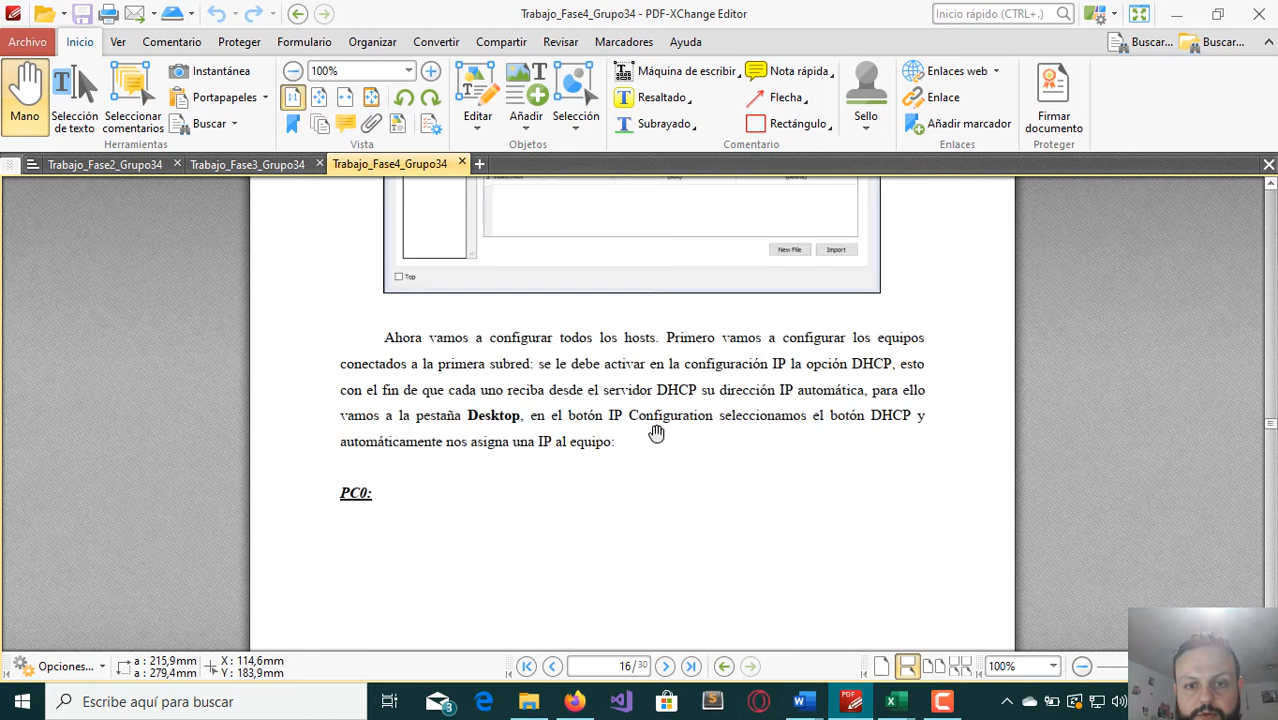 Trabajo_Fase4_Grupo34 - PDF-XChange Editor
Inicio rápido (CTRL+.)
Archivo Inicio Ver Comentario Proteger Formulario Organizar Convertir Compartir Revisar Marcadores Ayuda Buscar... Buscar...
Mano
Selección de texto
Seleccionar comentarios
Instantánea
Portapapeles
Buscar
Herramientas
100%
Vista
Editar
Añadir
Selección
Objetos
Máquina de escribir
Resaltado
Subrayado
Nota rápida
Flecha
Rectángulo
Sello
Comentario
Enlaces web
Enlace
Añadir marcador
Enlaces
Firmar documento
Proteger
Trabajo_Fase2_Grupo34 Trabajo_Fase3_Grupo34 Trabajo_Fase4_Grupo34
New File Import
Top
Ahora vamos a configurar todos los hosts. Primero vamos a configurar los equipos
conectados a la primera subred: se le debe activar en la configuración IP la opción DHCP, esto
con el fin de que cada uno reciba desde el servidor DHCP su dirección IP automática, para ello
vamos a la pestaña Desktop, en el botón IP Configuration seleccionamos el botón DHCP y
automáticamente nos asigna una IP al equipo:
PC0:
Opciones...
a : 215,9mm
a : 279,4mm
X : 114,6mm
Y : 183,9mm
16 / 30
100%
Escribe aquí para buscar
3